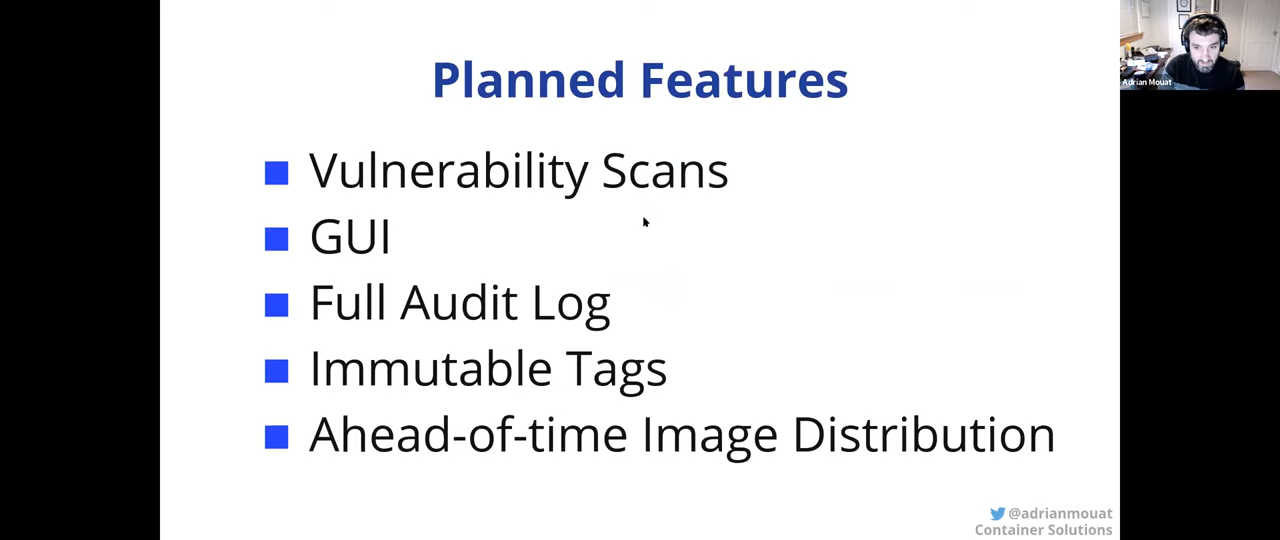 Planned Features
Vulnerability Scans
GUI
Full Audit Log
Immutable Tags
Ahead-of-time Image Distribution
@adrianmouat
Container Solutions
Adrian Mouat